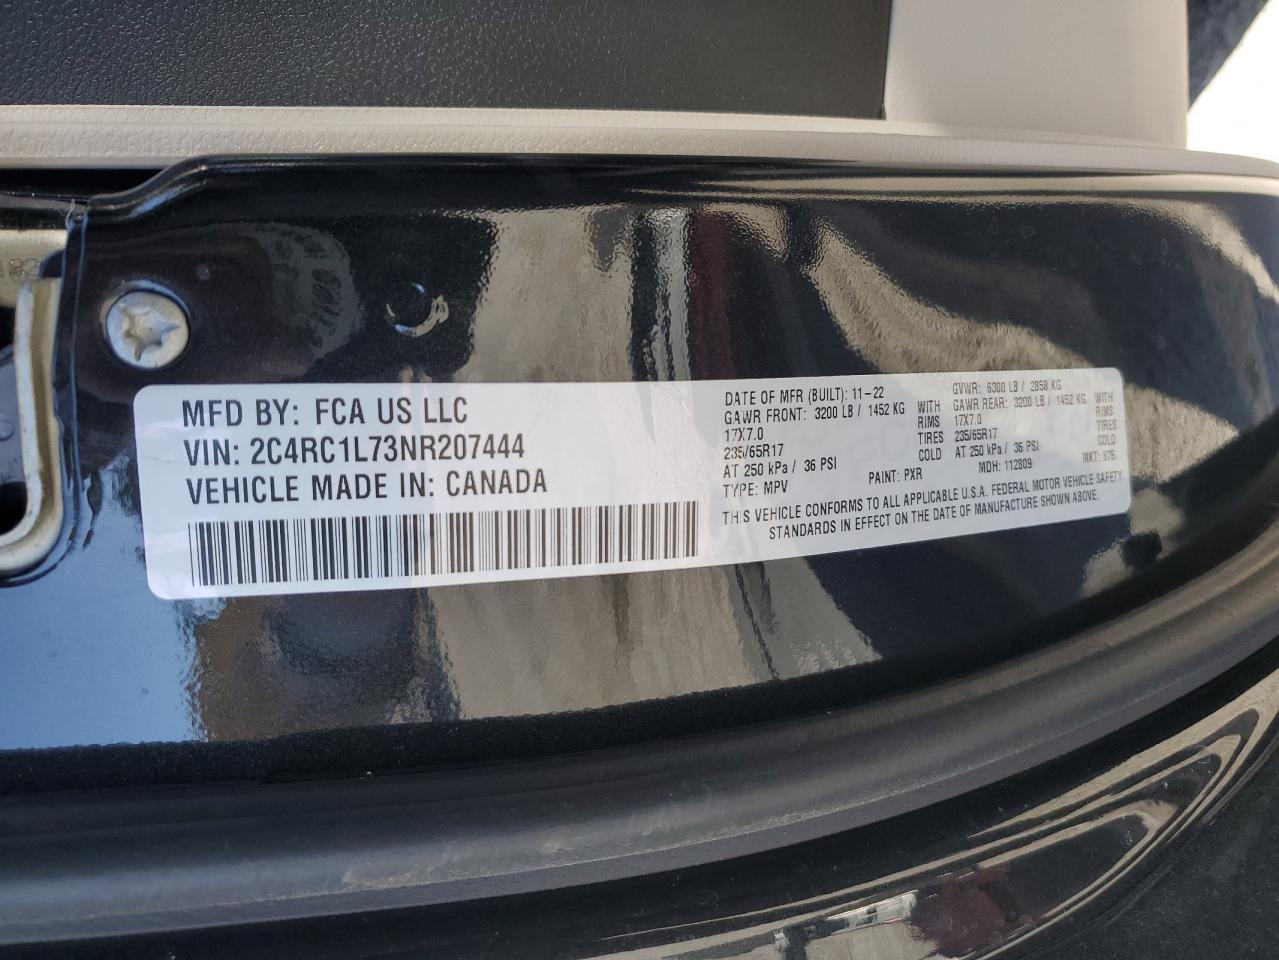 MFD BY: FCA US LLC
VIN: 2C4RC1L73NR207444
VEHICLE MADE IN: CANADA
DATE OF MFR (BUILT): 11-22 GVWR: 6300 LB / 2858 KG
GAWR FRONT: 3200 LB / 1452 KG WITH GAWR REAR: 3200 LB / 1452 KG WITH
17X7.0 RIMS 17X7.0 RIMS
235/65R17 TIRES 235/65R17 TIRES
AT 250 kPa / 36 PSI COLD AT 250 kPa / 36 PSI COLD
TYPE: MPV PAINT: PXR MDH: 112809 MKT: 875
THIS VEHICLE CONFORMS TO ALL APPLICABLE U.S.A. FEDERAL MOTOR VEHICLE SAFETY
STANDARDS IN EFFECT ON THE DATE OF MANUFACTURE SHOWN ABOVE.